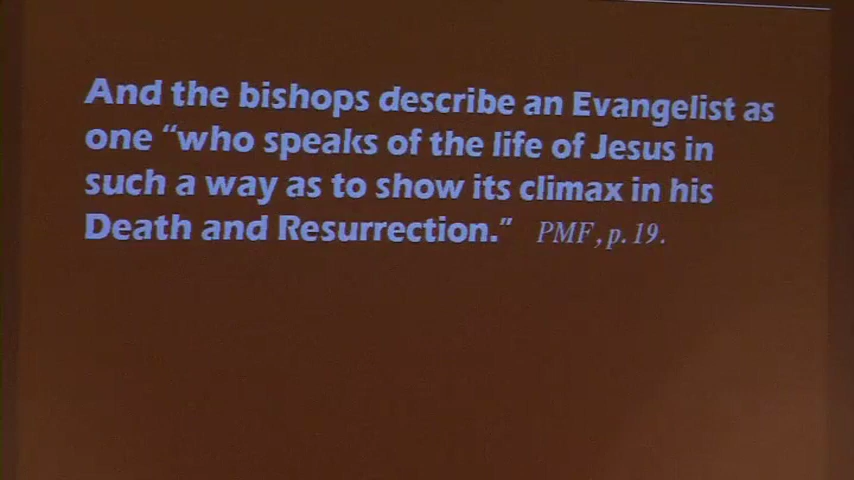 And the bishops describe an Evangelist as
one “who speaks of the life of Jesus in
such a way as to show its climax in his
Death and Resurrection.” PMF, p. 19.